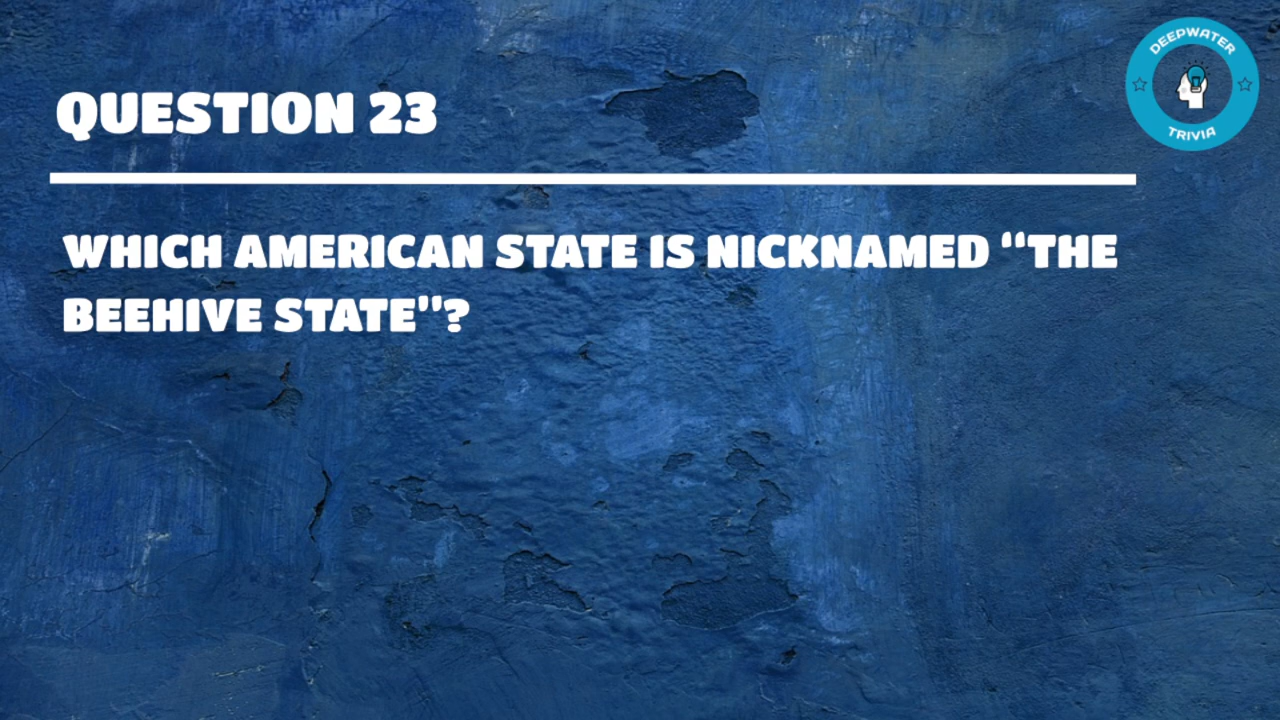 DEEPWATER
TRIVIA
QUESTION 23
WHICH AMERICAN STATE IS NICKNAMED “THE
BEEHIVE STATE"?